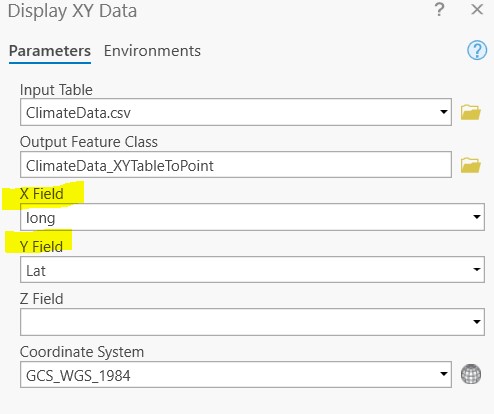 Display XY Data ? ×
Parameters Environments ?
Input Table
ClimateData.csv
Output Feature Class
ClimateData_XYTableToPoint
X Field
long
Y Field
Lat
Z Field
Coordinate System
GCS_WGS_1984